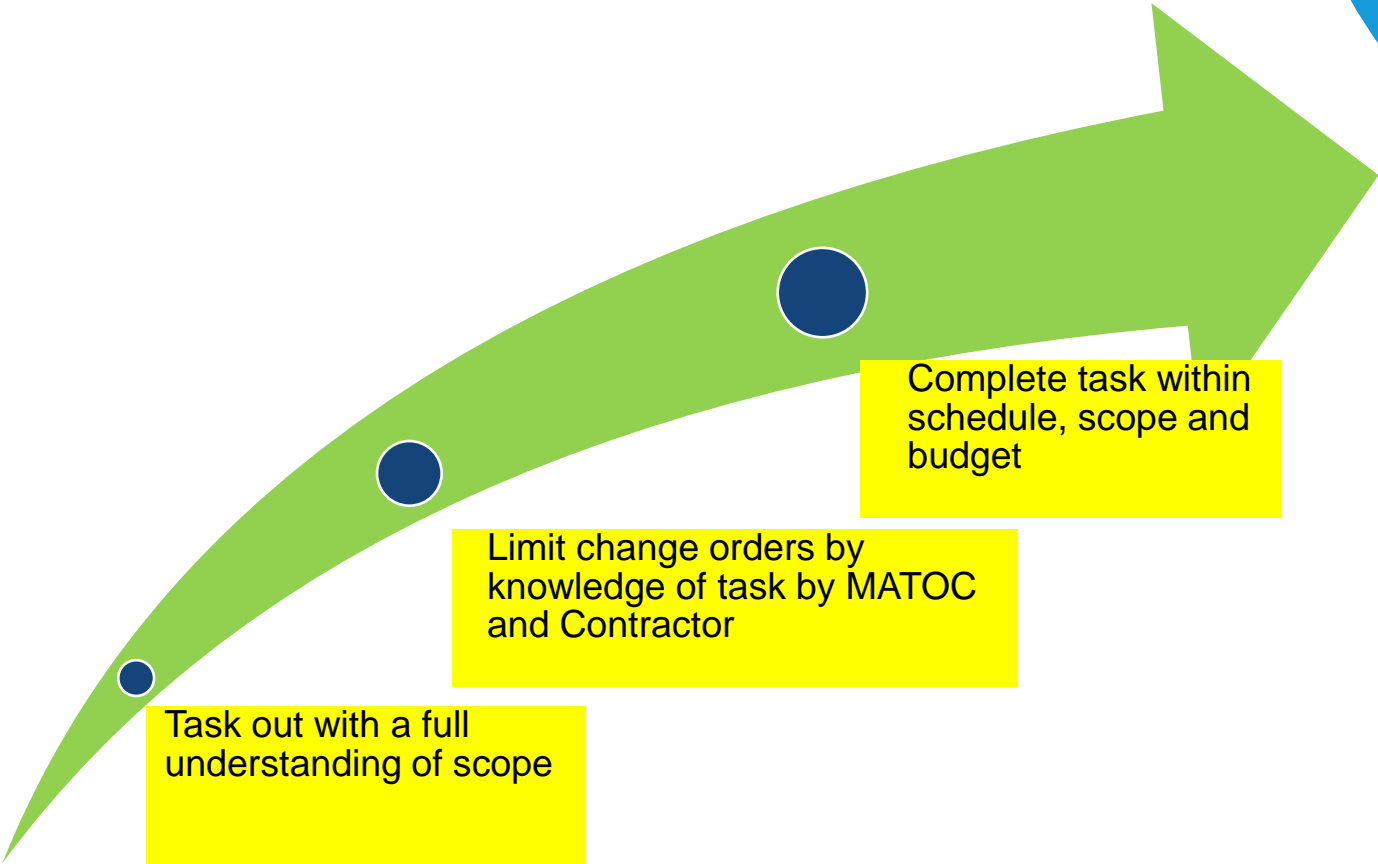 Complete task within
schedule, scope and
budget
Limit change orders by
knowledge of task by MATOC
and Contractor
Task out with a full
understanding of scope